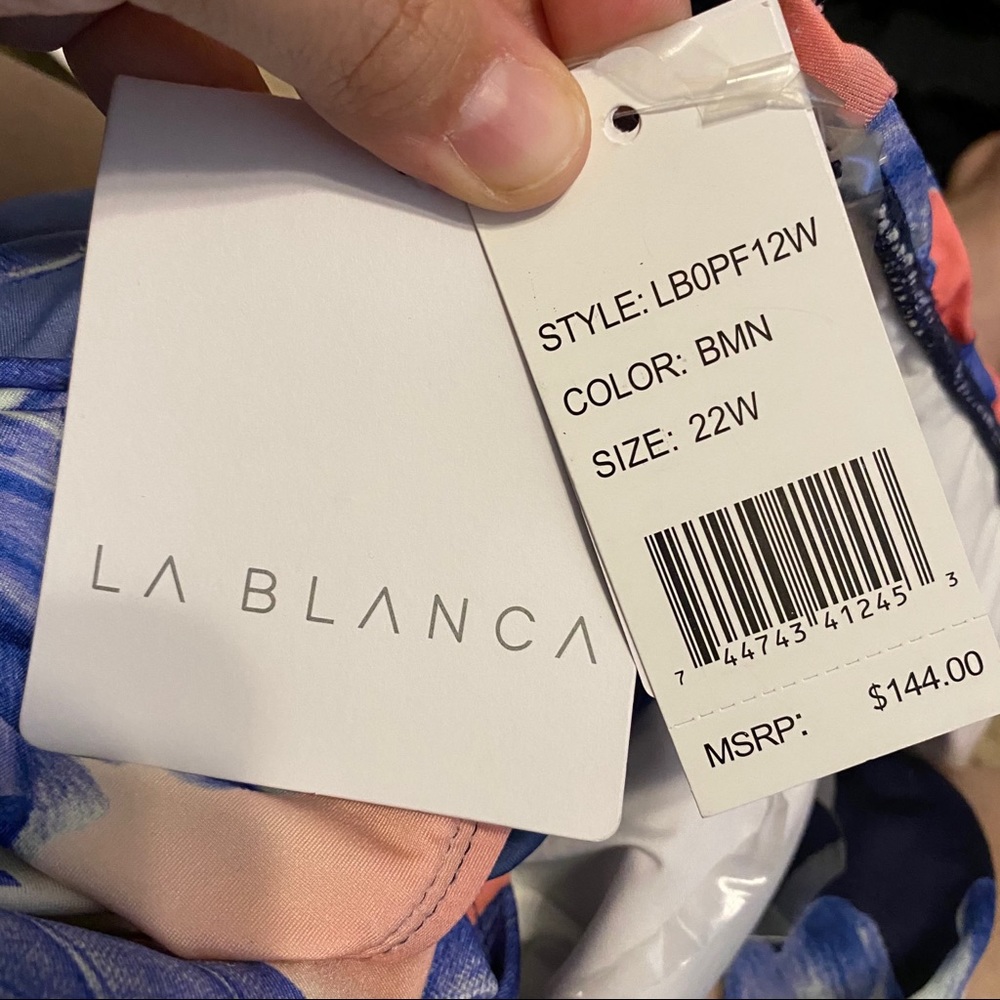 LA BLANCA
STYLE: LB0PF12W
COLOR: BMN
SIZE: 22W
7 44743 41245 3
MSRP: $144.00